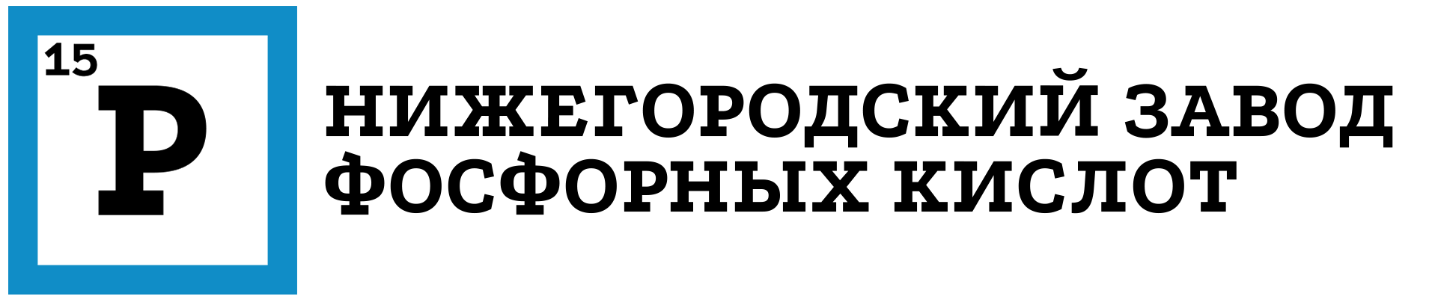 15
P
НИЖЕГОРОДСКИЙ ЗАВОД
ФОСФОРНЫХ КИСЛОТ